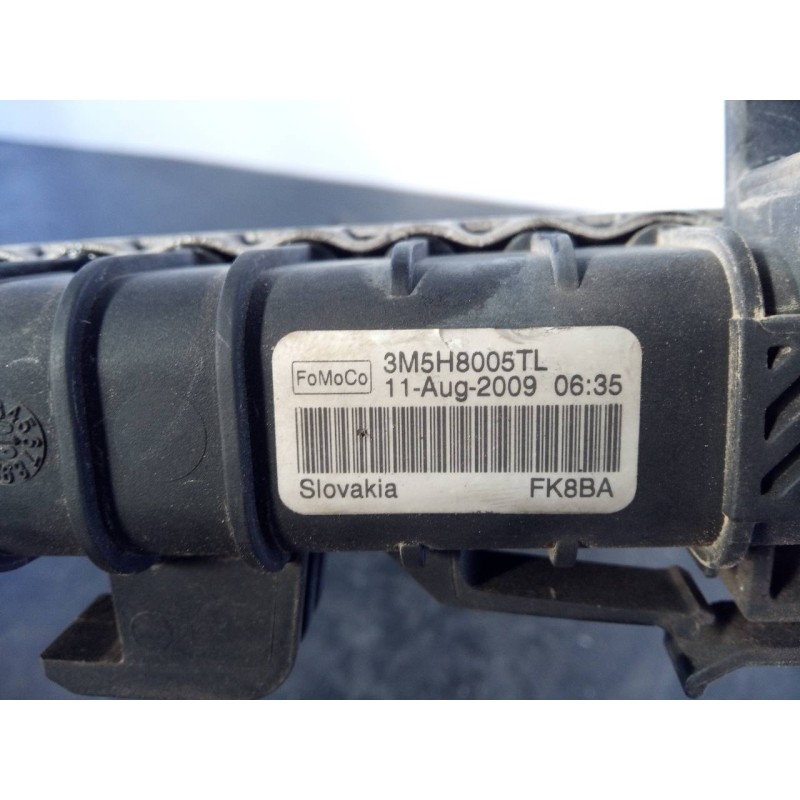 FoMoCo
3M5H8005TL
11-Aug-2009 06:35
Slovakia FK8BA